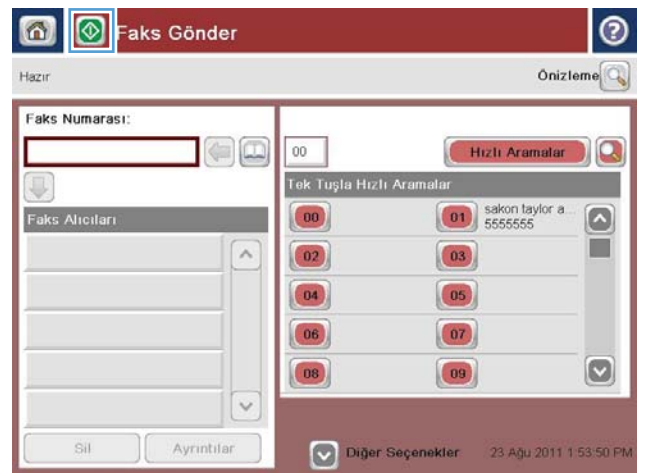 Faks Gönder
Hazır
Önizleme
Faks Numarası:
00
Hızlı Aramalar
Tek Tuşla Hızlı Aramalar
Faks Alıcıları
00
01
sakon taylor a...
5555555
02
03
04
05
06
07
08
09
Sil
Ayrıntılar
Diğer Seçenekler
23 Ağu 2011 1:53:50 PM